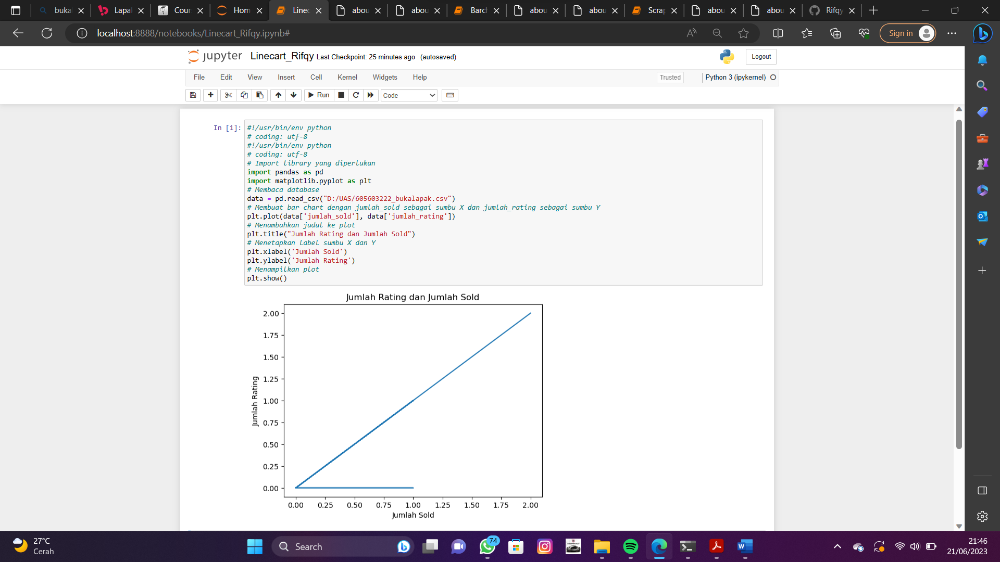 buka
Lapa
Cour
Hom
Linec
abou
abou
Barcl
abou
abou
Scrap
abou
abou
Rifqy
localhost:8888/notebooks/Linecart_Rifqy.ipynb#
Sign in
jupyter Linecart_Rifqy Last Checkpoint: 25 minutes ago (autosaved)
Logout
File Edit View Insert Cell Kernel Widgets Help
Trusted
Python 3 (ipykernel)
Run
Code
In [1]:
#!/usr/bin/env python
# coding: utf-8
#!/usr/bin/env python
# coding: utf-8
# Import library yang diperlukan
import pandas as pd
import matplotlib.pyplot as plt
# Membaca database
data = pd.read_csv("D:/UAS/605603222_bukalapak.csv")
# Membuat bar chart dengan jumlah_sold sebagai sumbu X dan jumlah_rating sebagai sumbu Y
plt.plot(data['jumlah_sold'], data['jumlah_rating'])
# Menambahkan judul ke plot
plt.title("Jumlah Rating dan Jumlah Sold")
# Menetapkan label sumbu X dan Y
plt.xlabel('Jumlah Sold')
plt.ylabel('Jumlah Rating')
# Menampilkan plot
plt.show()
Jumlah Rating dan Jumlah Sold
2.00
1.75
1.50
1.25
1.00
0.75
0.50
0.25
0.00
Jumlah Rating
0.00 0.25 0.50 0.75 1.00 1.25 1.50 1.75 2.00
Jumlah Sold
27°C
Cerah
Search
74
21:46
21/06/2023